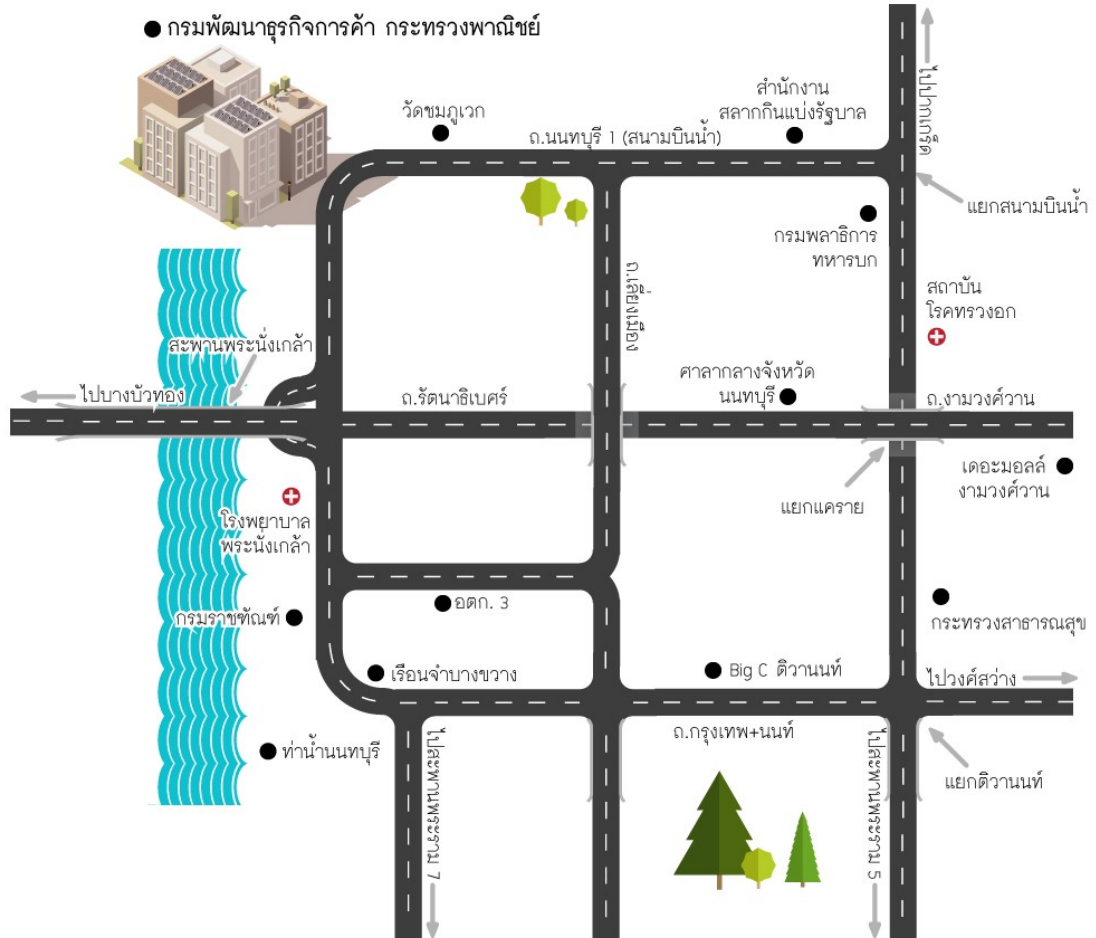 กรมพัฒนาธุรกิจการค้า กระทรวงพาณิชย์
วัดชมภูเวก
สำนักงาน
สลากกินแบ่งรัฐบาล
ถ.นนทบุรี 1 (สนามบินน้ำ)
ไปปากเกร็ด
แยกสนามบินน้ำ
กรมพลาธิการ
ทหารบก
ถ.เลี่ยงเมือง
สถาบัน
โรคทรวงอก
สะพานพระนั่งเกล้า
ไปบางบัวทอง
ถ.รัตนาธิเบศร์
ศาลากลางจังหวัด
นนทบุรี
ถ.งามวงศ์วาน
เดอะมอลล์
งามวงศ์วาน
แยกแคราย
โรงพยาบาล
พระนั่งเกล้า
อตก. 3
กรมราชทัณฑ์
กระทรวงสาธารณสุข
เรือนจำบางขวาง
Big C ติวานนท์
ไปวงศ์สว่าง
ถ.กรุงเทพ+นนท์
ท่าน้ำนนทบุรี
แยกติวานนท์
ไปสะพานพระราม 7
ไปสะพานพระราม 5